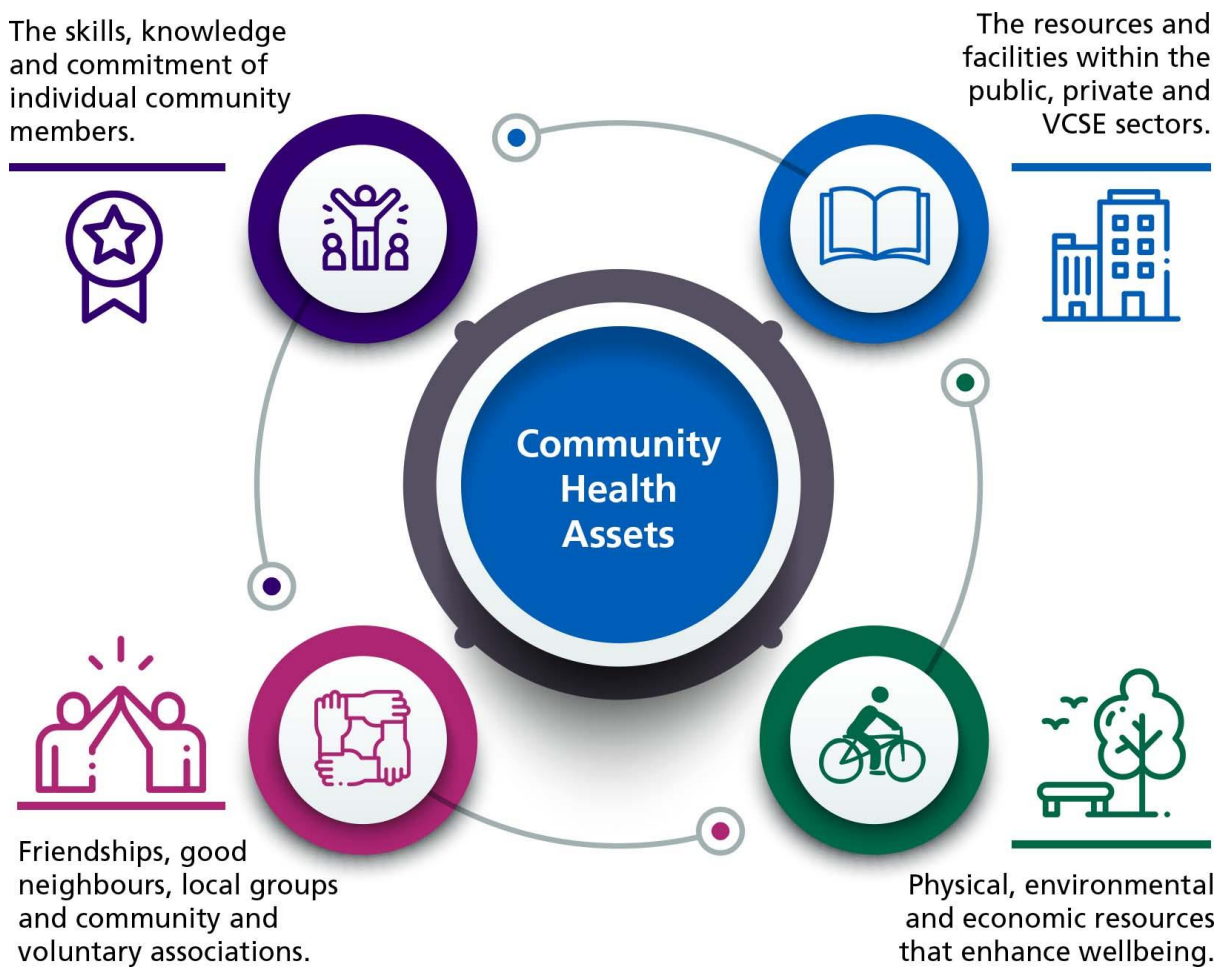 The skills, knowledge
and commitment of
individual community
members.
The resources and
facilities within the
public, private and
VCSE sectors.
Community
Health
Assets
Friendships, good
neighbours, local groups
and community and
voluntary associations.
Physical, environmental
and economic resources
that enhance wellbeing.